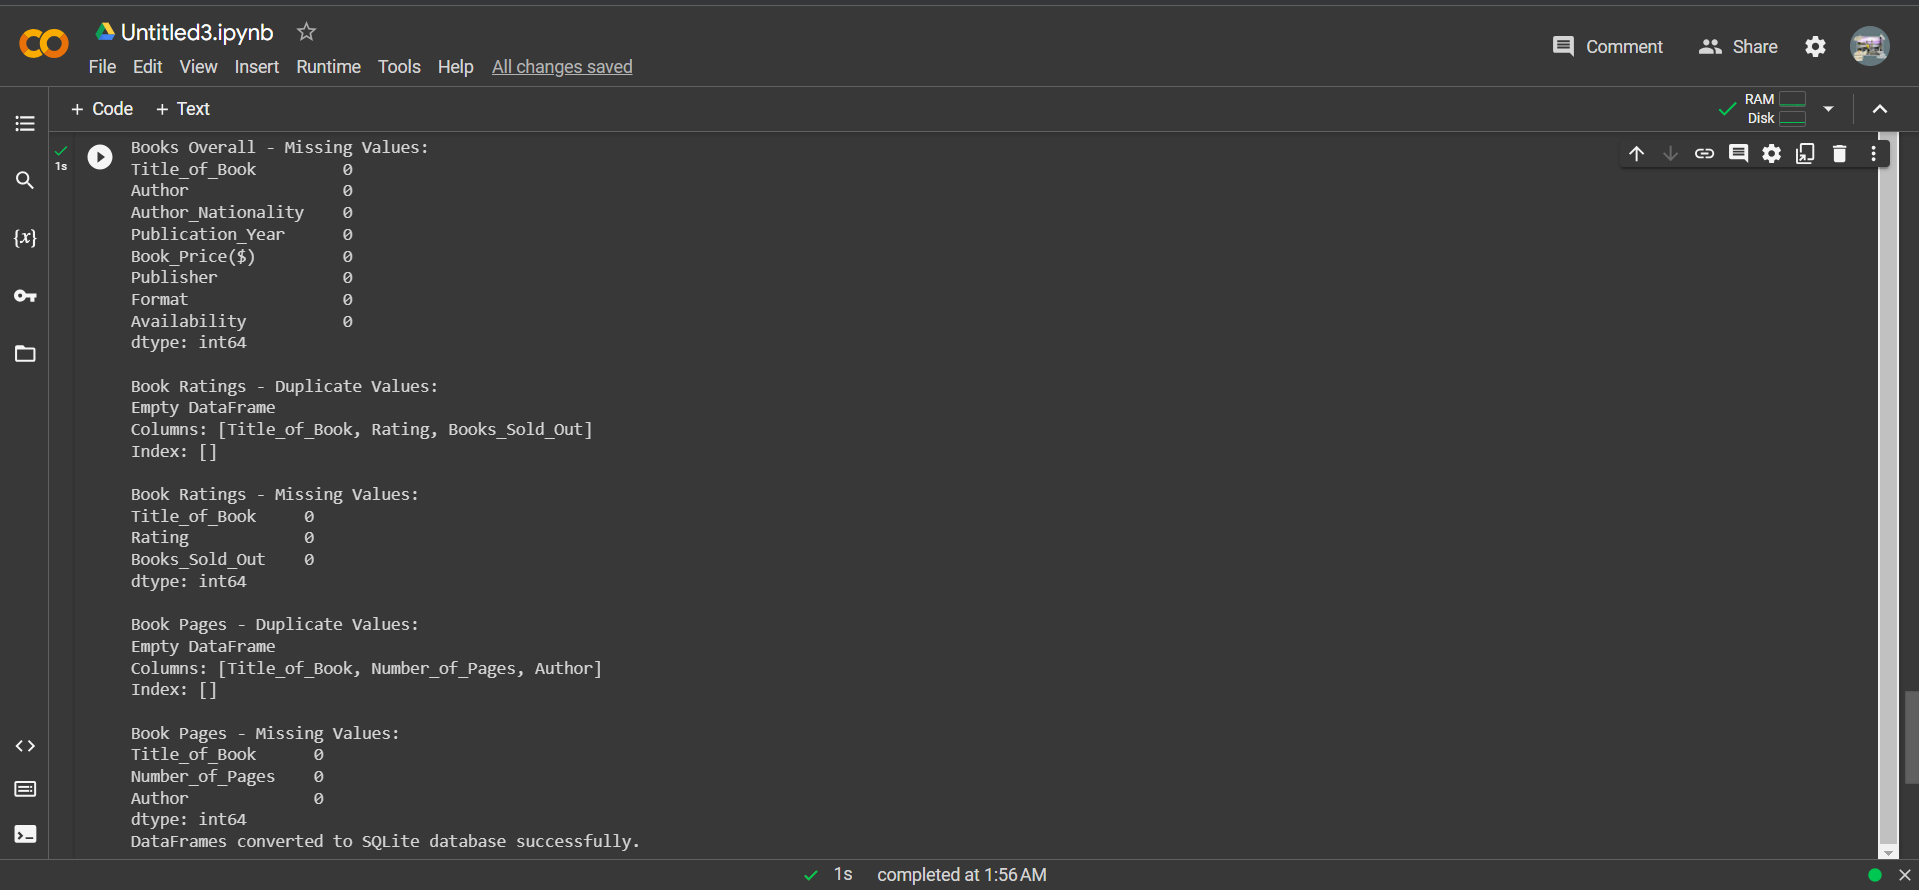 Untitled3.ipynb
File Edit View Insert Runtime Tools Help All changes saved
Comment Share
+ Code + Text
RAM
Disk
1s
{x}
Books Overall - Missing Values:
Title_of_Book 0
Author 0
Author_Nationality 0
Publication_Year 0
Book_Price($) 0
Publisher 0
Format 0
Availability 0
dtype: int64
Book Ratings - Duplicate Values:
Empty DataFrame
Columns: [Title_of_Book, Rating, Books_Sold_Out]
Index: []
Book Ratings - Missing Values:
Title_of_Book 0
Rating 0
Books_Sold_Out 0
dtype: int64
Book Pages - Duplicate Values:
Empty DataFrame
Columns: [Title_of_Book, Number_of_Pages, Author]
Index: []
Book Pages - Missing Values:
Title_of_Book 0
Number_of_Pages 0
Author 0
dtype: int64
DataFrames converted to SQLite database successfully.
1s completed at 1:56 AM